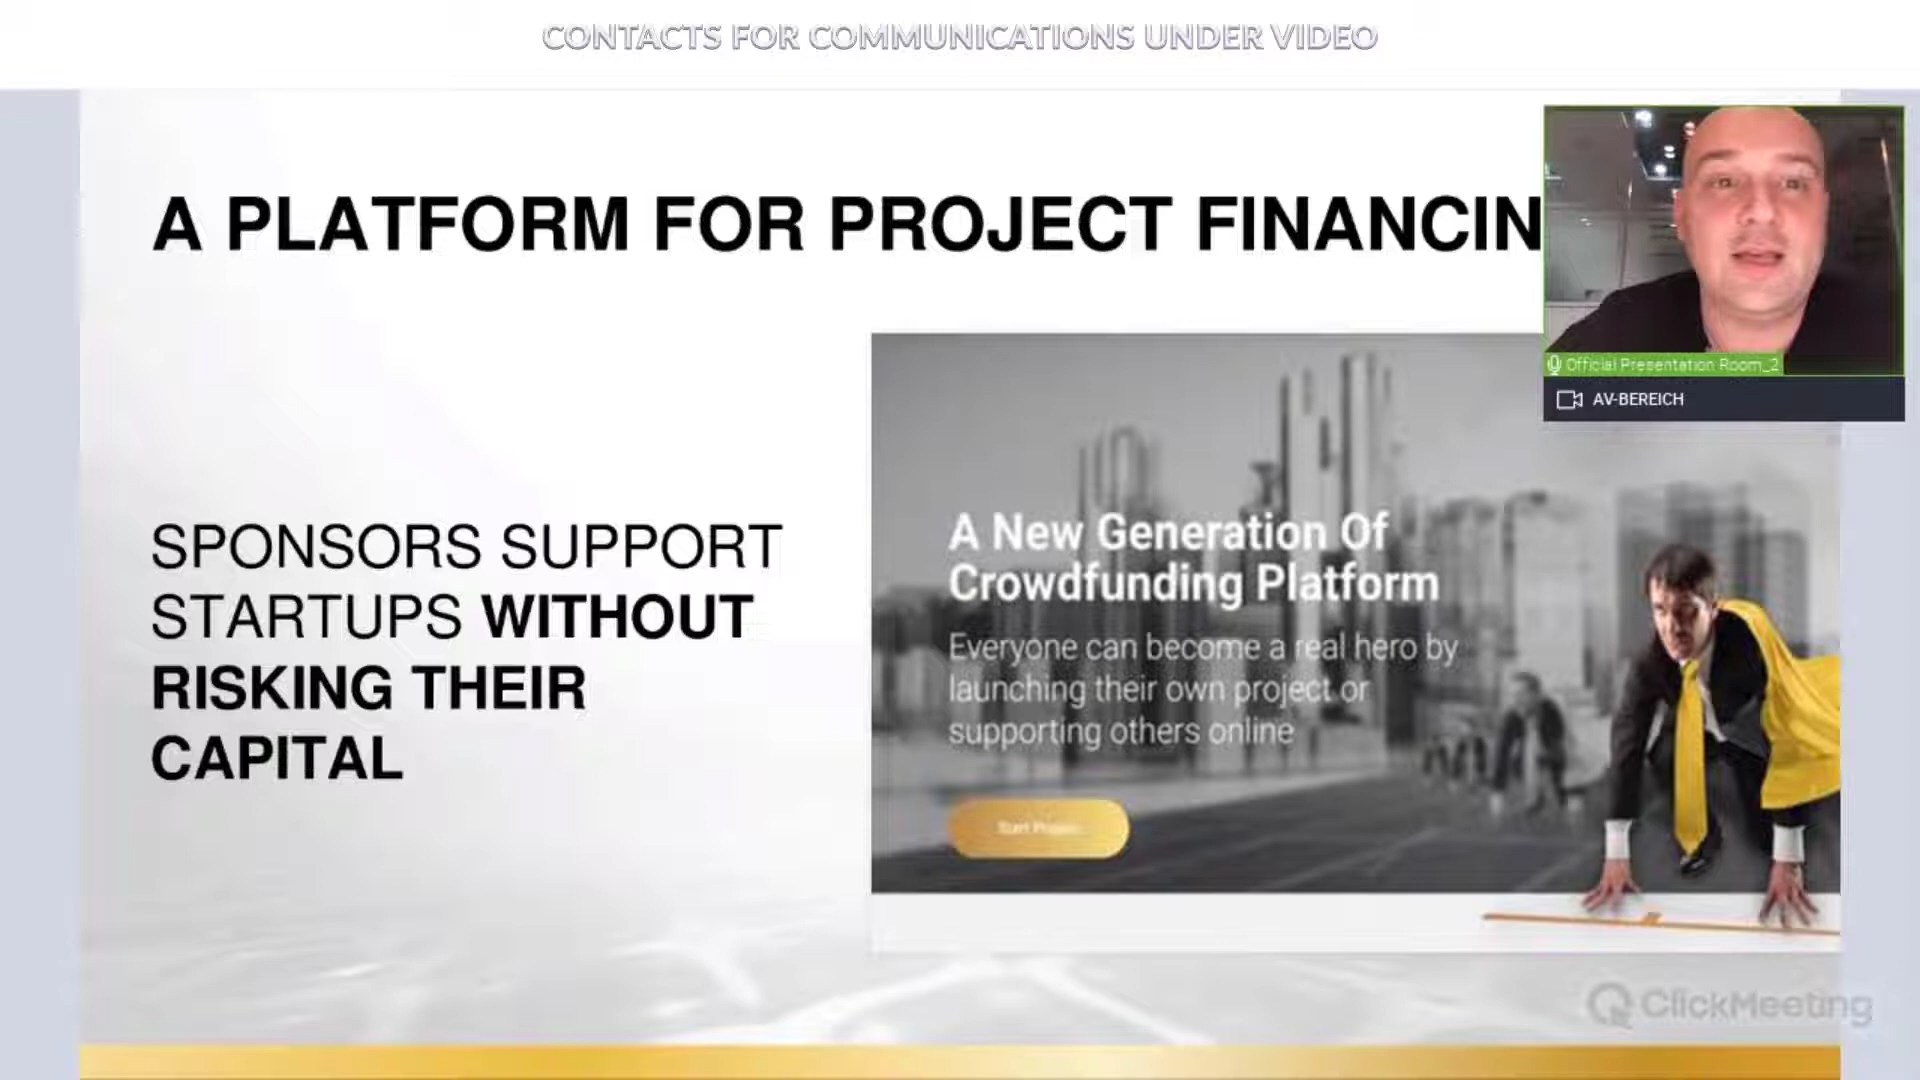 CONTACTS FOR COMMUNICATIONS UNDER VIDEO
A PLATFORM FOR PROJECT FINANCIN
Official Presentation Room_2
AV-BEREICH
SPONSORS SUPPORT
STARTUPS WITHOUT
RISKING THEIR
CAPITAL
A New Generation Of
Crowdfunding Platform
Everyone can become a real hero by
launching their own project or
supporting others online
Start
ClickMeeting